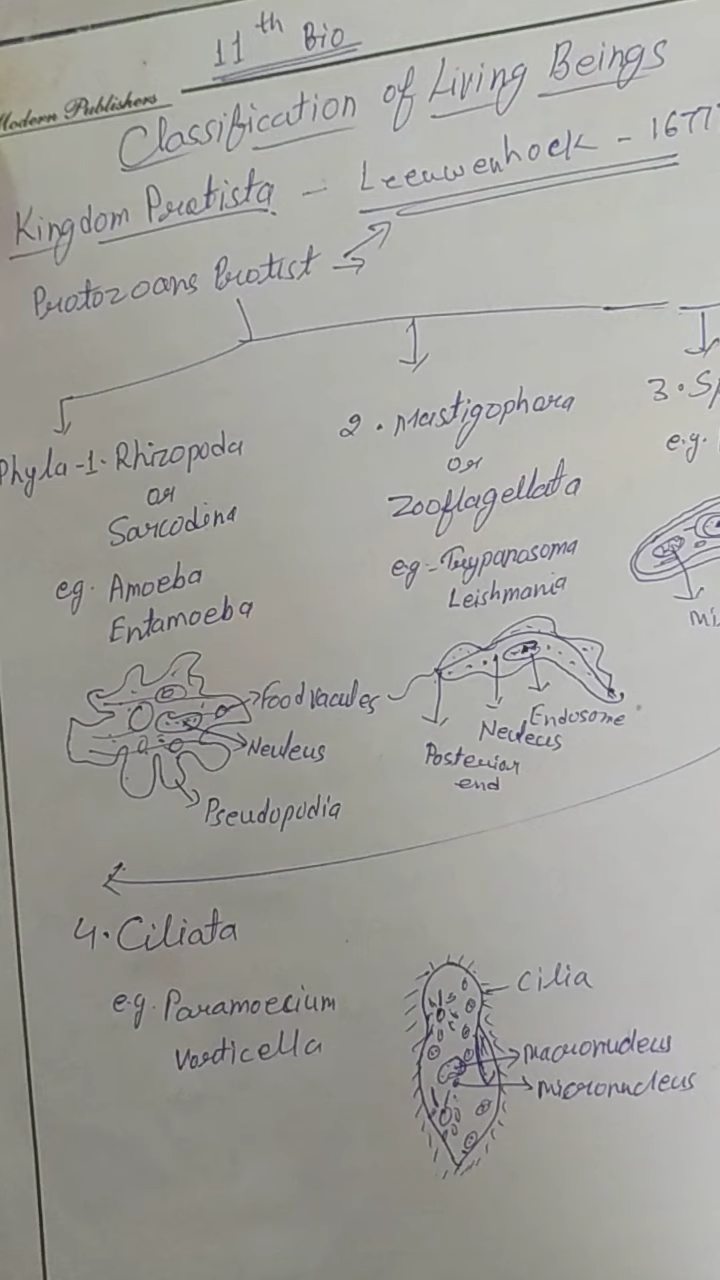 11th Bio
Modern Publishers
Classification of Living Beings
Kingdom Protista - Leeuwenhoek - 1677
Protozoans Protist →
Phyla-1. Rhizopoda
or
Sarcodina
eg. Amoeba
Entamoeba
Food vacules
Neuleus
Pseudopodia
2. Mastigophora
or
Zooflagellata
eg - Trypanosoma
Leishmania
Posterior
end
Neuleus
Endosome
3. Sp
e.g.
mi
4. Ciliata
e.g. Paramoecium
Vorticella
Cilia
macronucleus
micronucleus